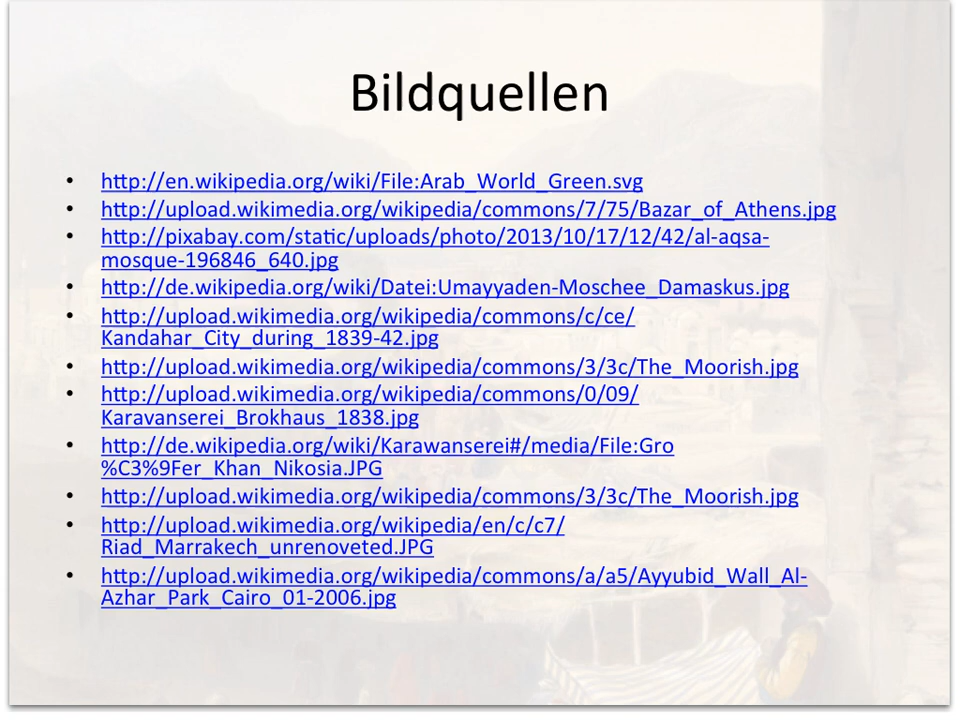 Bildquellen
• http://en.wikipedia.org/wiki/File:Arab_World_Green.svg
• http://upload.wikimedia.org/wikipedia/commons/7/75/Bazar_of_Athens.jpg
• http://pixabay.com/static/uploads/photo/2013/10/17/12/42/al-aqsa-
mosque-196846_640.jpg
• http://de.wikipedia.org/wiki/Datei:Umayyaden-Moschee_Damaskus.jpg
• http://upload.wikimedia.org/wikipedia/commons/c/ce/
Kandahar_City_during_1839-42.jpg
• http://upload.wikimedia.org/wikipedia/commons/3/3c/The_Moorish.jpg
• http://upload.wikimedia.org/wikipedia/commons/0/09/
Karavanserei_Brokhaus_1838.jpg
• http://de.wikipedia.org/wiki/Karawanserei#/media/File:Gro
%C3%9Fer_Khan_Nikosia.JPG
• http://upload.wikimedia.org/wikipedia/commons/3/3c/The_Moorish.jpg
• http://upload.wikimedia.org/wikipedia/en/c/c7/
Riad_Marrakech_unrenoveted.JPG
• http://upload.wikimedia.org/wikipedia/commons/a/a5/Ayyubid_Wall_Al-
Azhar_Park_Cairo_01-2006.jpg